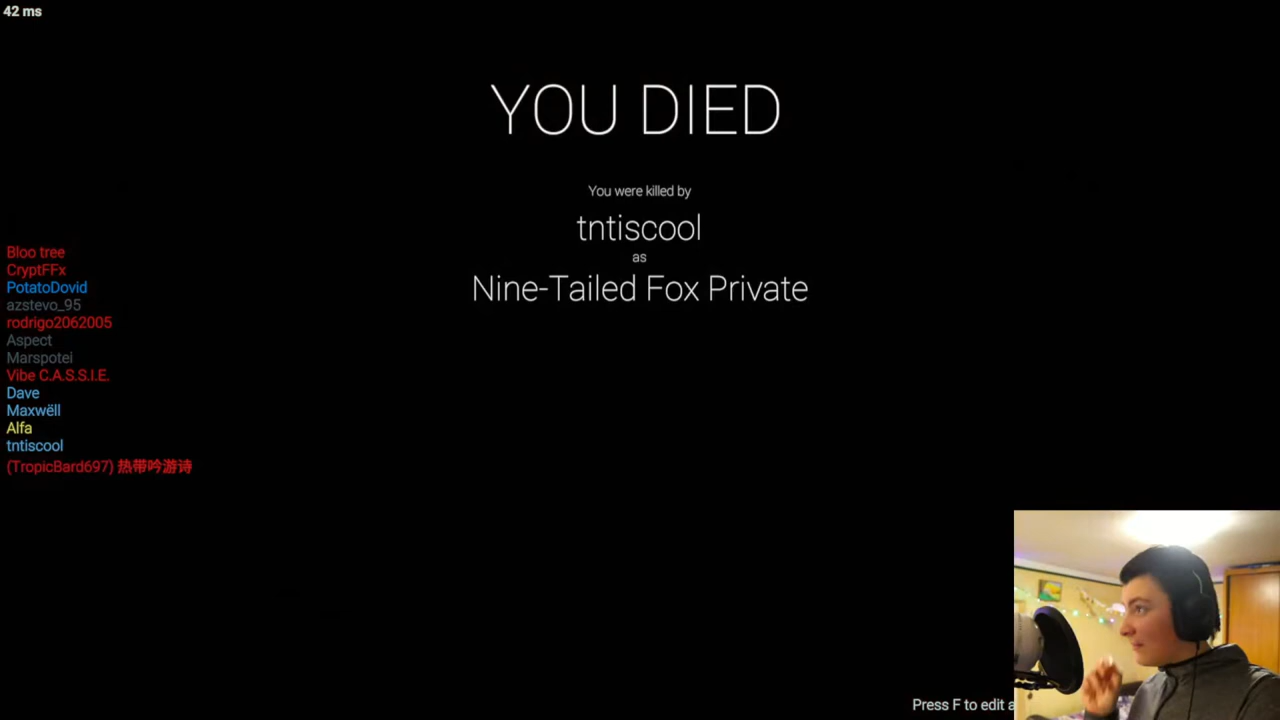 42 ms
YOU DIED
You were killed by
tntiscool
as
Nine-Tailed Fox Private
Bloo tree
CryptFFx
PotatoDovid
azstevo_95
rodrigo2062005
Aspect
Marspotei
Vibe C.A.S.S.I.E.
Dave
Maxwëll
Alfa
tntiscool
(TropicBard697) 热带吟游诗
Press F to edit a